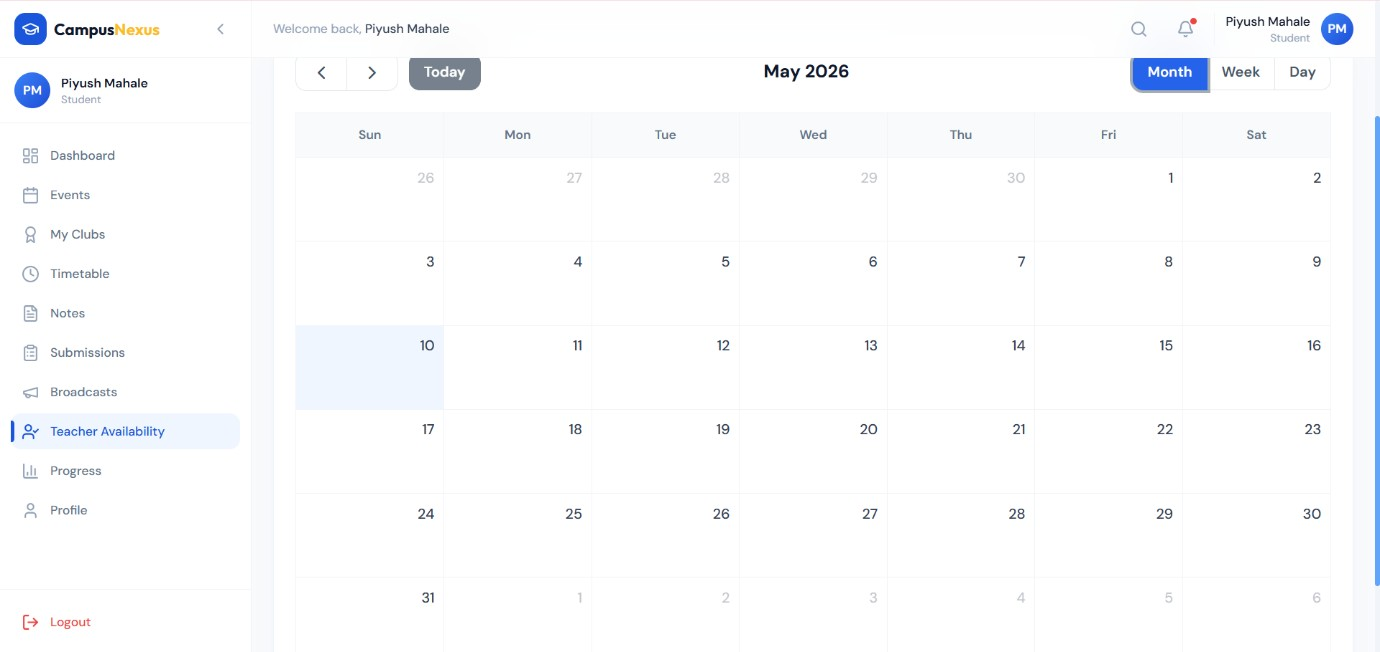 CampusNexus
Welcome back, Piyush Mahale
Piyush Mahale
Student
PM
PM
Piyush Mahale
Student
Dashboard
Events
My Clubs
Timetable
Notes
Submissions
Broadcasts
Teacher Availability
Progress
Profile
Logout
Today
May 2026
Month Week Day
Sun Mon Tue Wed Thu Fri Sat
26 27 28 29 30 1 2
3 4 5 6 7 8 9
10 11 12 13 14 15 16
17 18 19 20 21 22 23
24 25 26 27 28 29 30
31 1 2 3 4 5 6